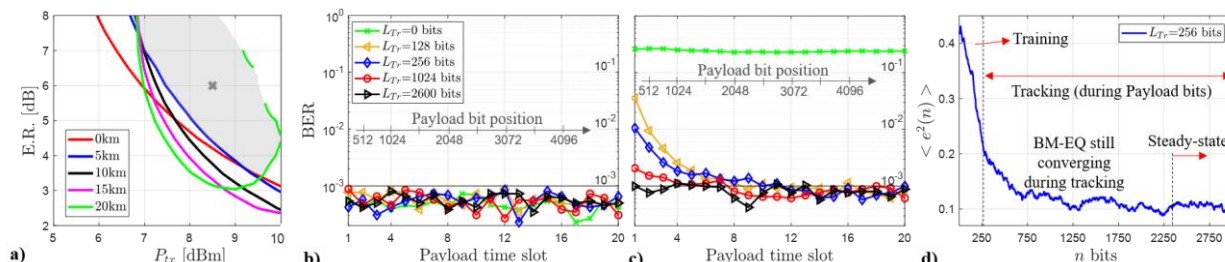 8
7
6
5
4
3
2
E.R. [dB]
0km
5km
10km
15km
20km
5 6 7 8 9 10
P_tr [dBm]
a)
BER
10^0
10^-1
10^-2
10^-3
L_Tr=0 bits
L_Tr=128 bits
L_Tr=256 bits
L_Tr=1024 bits
L_Tr=2600 bits
10^-1
Payload bit position
512 1024 2048 3072 4096
10^-3
1 4 8 12 16 20
Payload time slot
b)
10^-1
Payload bit position
512 1024 2048 3072 4096
10^-3
1 4 8 12 16 20
Payload time slot
c)
< e^2(n) >
0.4
0.3
0.2
0.1
L_Tr=256 bits
Training
Tracking (during Payload bits)
BM-EQ still
converging
during tracking
Steady-state
250 750 1250 1750 2250 2750
n bits
d)